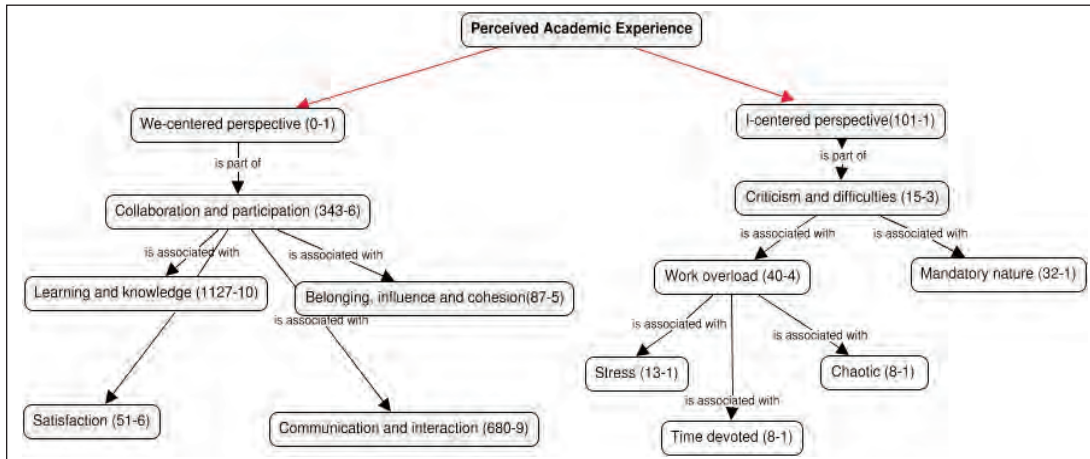 Perceived Academic Experience
We-centered perspective (0-1)
I-centered perspective(101-1)
is part of
is part of
Collaboration and participation (343-6)
Criticism and difficulties (15-3)
is associated with
is associated with
is associated with
is associated with
Learning and knowledge (1127-10)
Belonging, influence and cohesion(87-5)
Work overload (40-4)
Mandatory nature (32-1)
is associated with
is associated with
is associated with
Stress (13-1)
Chaotic (8-1)
is associated with
Satisfaction (51-6)
Communication and interaction (680-9)
Time devoted (8-1)